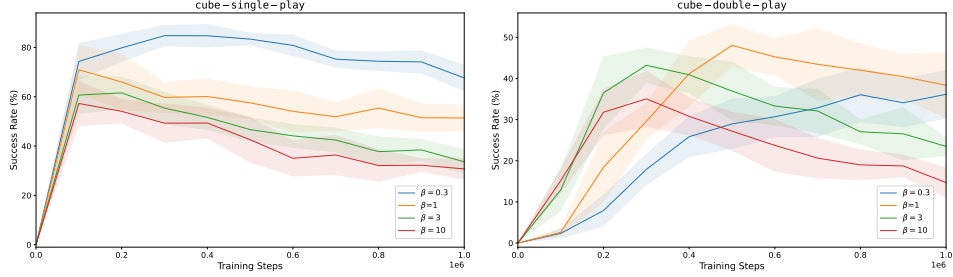 cube-single-play
Success Rate (%)
80
60
40
20
0
0.0
0.2
0.4
0.6
0.8
1.0
1e6
Training Steps
β = 0.3
β=1
β = 3
β = 10
cube-double-play
Success Rate (%)
50
40
30
20
10
0
0.0
0.2
0.4
0.6
0.8
1.0
1e6
Training Steps
β = 0.3
β=1
β = 3
β = 10